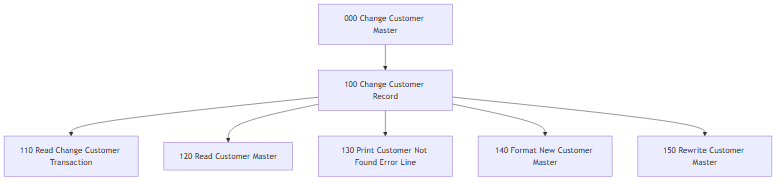 000 Change Customer
Master
100 Change Customer
Record
110 Read Change Customer
Transaction
120 Read Customer Master
130 Print Customer Not
Found Error Line
140 Format New Customer
Master
150 Rewrite Customer
Master